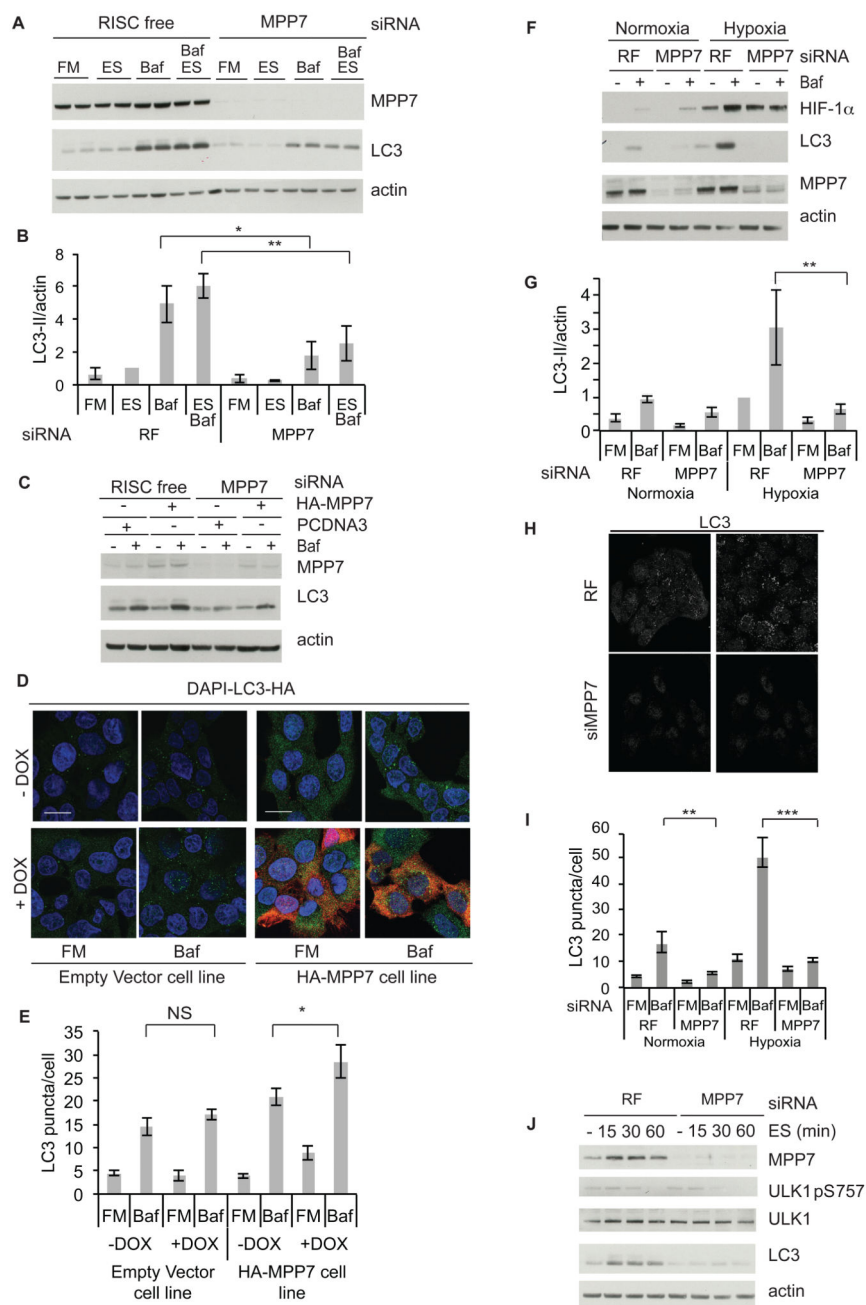 A
RISC free MPP7 siRNA
FM ES Baf Baf ES FM ES Baf Baf ES
MPP7
LC3
actin
B
* 
**
LC3-II/actin
8
6
4
2
0
FM ES Baf ES Baf FM ES Baf ES Baf
siRNA RF MPP7
C
RISC free MPP7 siRNA
- + - + HA-MPP7
+ - + - PCDNA3
- + - + - + - + Baf
MPP7
LC3
actin
D
DAPI-LC3-HA
- DOX
+ DOX
FM Baf FM Baf
Empty Vector cell line HA-MPP7 cell line
E
NS *
LC3 puncta/cell
35
30
25
20
15
10
5
0
FM Baf FM Baf FM Baf FM Baf
-DOX +DOX -DOX +DOX
Empty Vector cell line HA-MPP7 cell line
F
Normoxia Hypoxia
RF MPP7 RF MPP7 siRNA
- + - + - + - + Baf
HIF-1α
LC3
MPP7
actin
G
**
LC3-II/actin
4
3
2
1
0
FM Baf FM Baf FM Baf FM Baf
siRNA RF MPP7 RF MPP7
Normoxia Hypoxia
H
LC3
RF
siMPP7
I
** ***
LC3 puncta/cell
60
50
40
30
20
10
0
siRNA FM Baf FM Baf FM Baf FM Baf
RF MPP7 RF MPP7
Normoxia Hypoxia
J
RF MPP7 siRNA
- 15 30 60 - 15 30 60 ES (min)
MPP7
ULK1 pS757
ULK1
LC3
actin